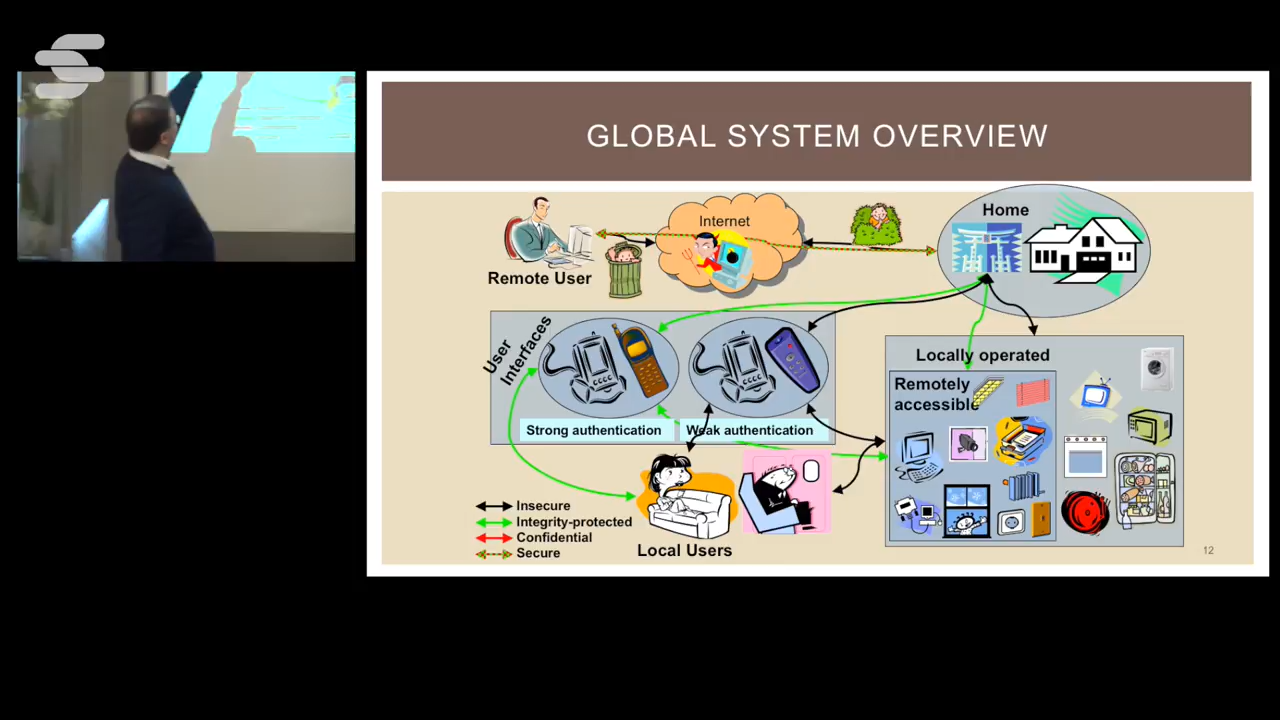 GLOBAL SYSTEM OVERVIEW
Internet
Home
Remote User
User
Interfaces
Locally operated
Remotely
accessible
Strong authentication
Weak authentication
Insecure
Integrity-protected
Confidential
Secure
Local Users
12